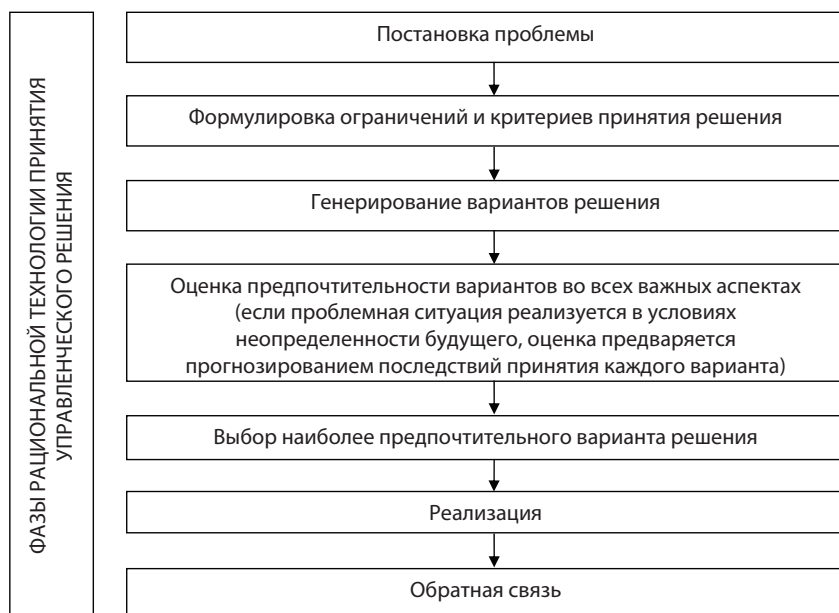 ФАЗЫ РАЦИОНАЛЬНОЙ ТЕХНОЛОГИИ ПРИНЯТИЯ
УПРАВЛЕНЧЕСКОГО РЕШЕНИЯ
Постановка проблемы
Формулировка ограничений и критериев принятия решения
Генерирование вариантов решения
Оценка предпочтительности вариантов во всех важных аспектах
(если проблемная ситуация реализуется в условиях
неопределенности будущего, оценка предваряется
прогнозированием последствий принятия каждого варианта)
Выбор наиболее предпочтительного варианта решения
Реализация
Обратная связь